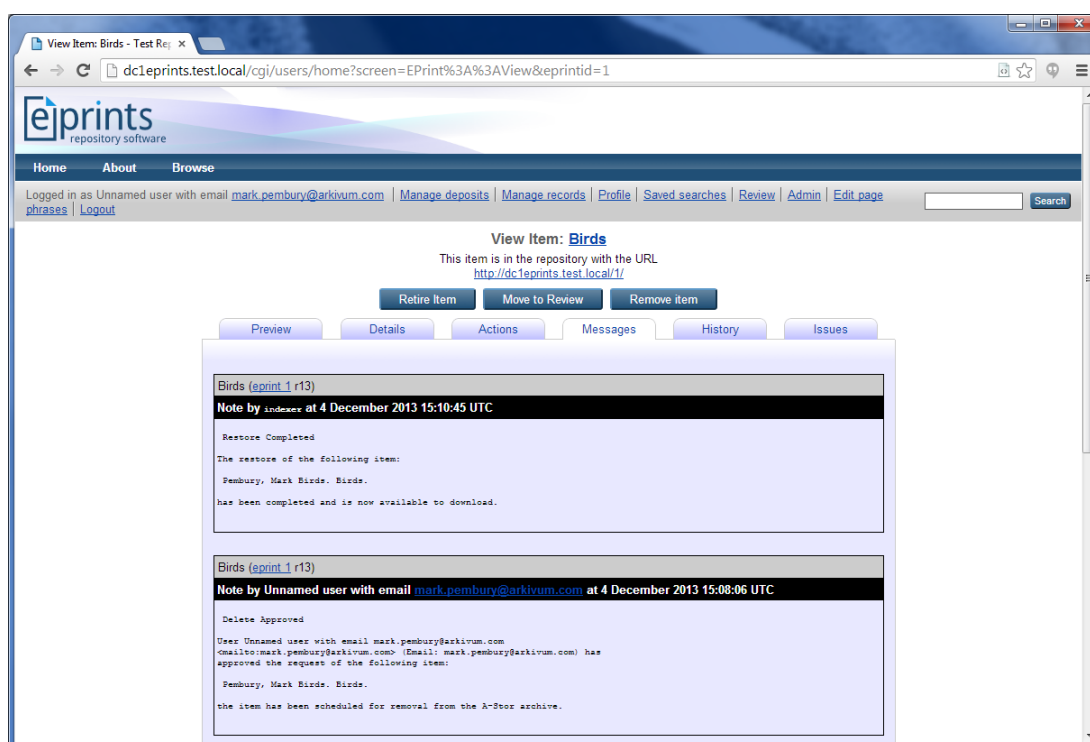 View Item: Birds - Test Rep
dc1eprints.test.local/cgi/users/home?screen=EPrint%3A%3AView&eprintid=1
eprints
repository software
Home About Browse
Logged in as Unnamed user with email mark.pembury@arkivum.com | Manage deposits | Manage records | Profile | Saved searches | Review | Admin | Edit page
phrases | Logout
Search
View Item: Birds
This item is in the repository with the URL
http://dc1eprints.test.local/1/
Retire Item Move to Review Remove item
Preview Details Actions Messages History Issues
Birds (eprint 1 r13)
Note by indexer at 4 December 2013 15:10:45 UTC
Restore Completed
The restore of the following item:
Pembury, Mark Birds. Birds.
has been completed and is now available to download.
Birds (eprint 1 r13)
Note by Unnamed user with email mark.pembury@arkivum.com at 4 December 2013 15:08:06 UTC
Delete Approved
User Unnamed user with email mark.pembury@arkivum.com
<mailto:mark.pembury@arkivum.com> (Email: mark.pembury@arkivum.com) has
approved the request of the following item:
Pembury, Mark Birds. Birds.
the item has been scheduled for removal from the A-Stor archive.